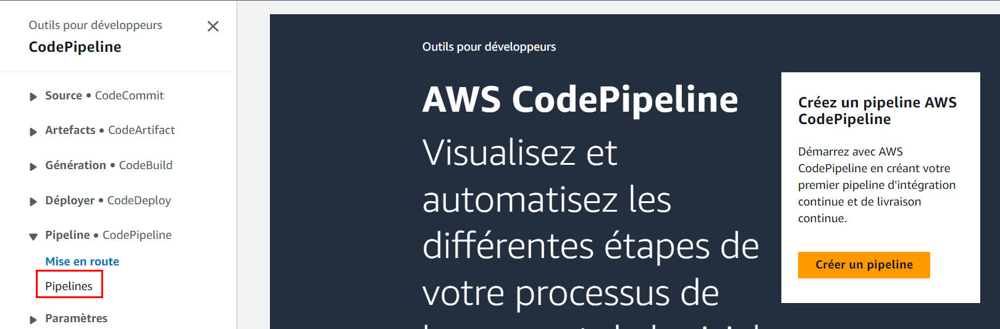 Outils pour développeurs
CodePipeline
Source • CodeCommit
Artefacts • CodeArtifact
Génération • CodeBuild
Déployer • CodeDeploy
Pipeline • CodePipeline
Mise en route
Pipelines
Paramètres
Outils pour développeurs
AWS CodePipeline
Visualisez et
automatisez les
différentes étapes de
votre processus de
Créez un pipeline AWS
CodePipeline
Démarrez avec AWS
CodePipeline en créant votre
premier pipeline d'intégration
continue et de livraison
continue.
Créer un pipeline